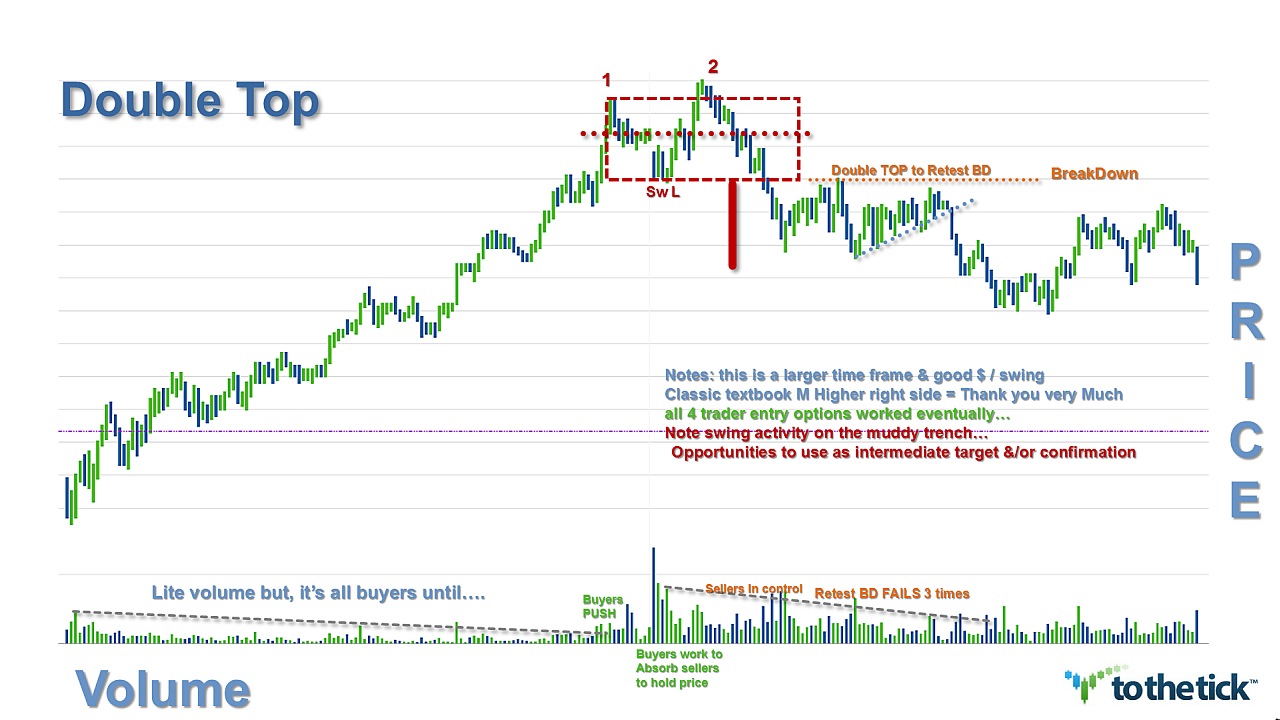 Double Top
1
2
Sw L
Double TOP to Retest BD
BreakDown
PRICE
Notes: this is a larger time frame & good $ / swing
Classic textbook M Higher right side = Thank you very Much
all 4 trader entry options worked eventually…
Note swing activity on the muddy trench…
Opportunities to use as intermediate target &/or confirmation
Lite volume but, it's all buyers until….
Buyers
PUSH
Sellers In control
Retest BD FAILS 3 times
Buyers work to
Absorb sellers
to hold price
Volume
tothetick™